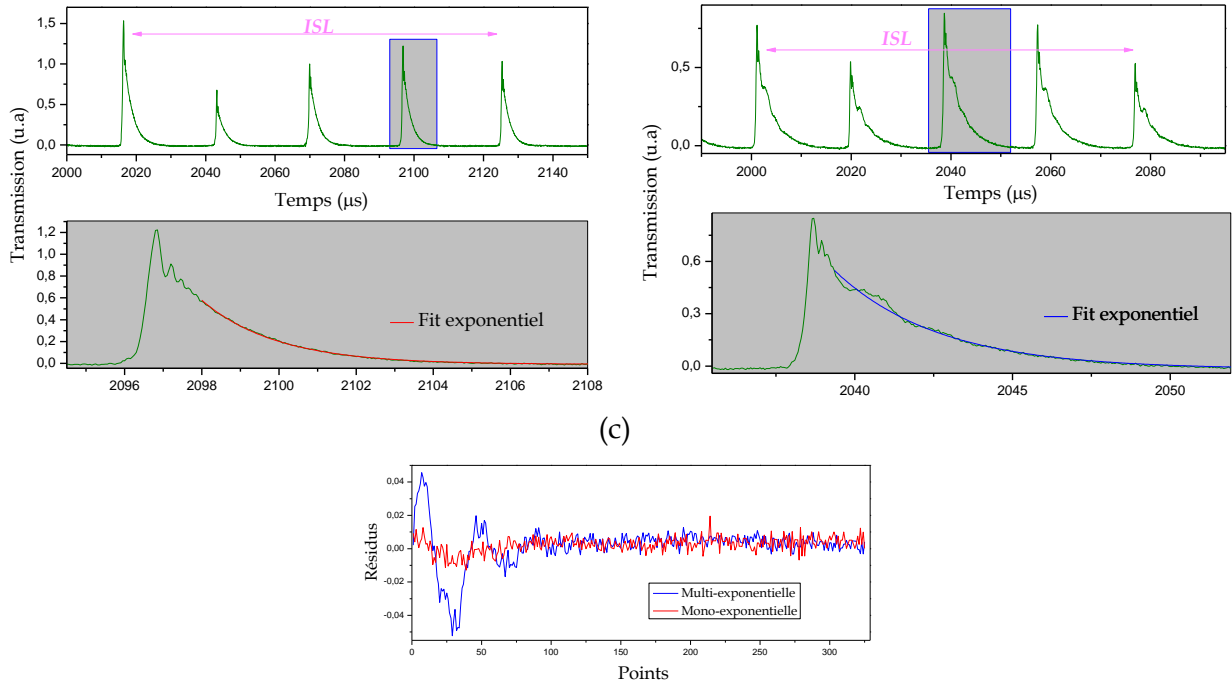 Transmission (u.a)
1,5
1,0
0,5
0,0
ISL
2000 2020 2040 2060 2080 2100 2120 2140
Temps (µs)
1,2
1,0
0,8
0,6
0,4
0,2
0,0
Fit exponentiel
2096 2098 2100 2102 2104 2106 2108
Transmission (u.a)
0,5
0,0
ISL
2000 2020 2040 2060 2080
Temps (µs)
0,6
0,3
0,0
Fit exponentiel
2040 2045 2050
(c)
Résidus
0,04
0,02
0,00
-0,02
-0,04
Multi-exponentielle
Mono-exponentielle
0 50 100 150 200 250 300
Points